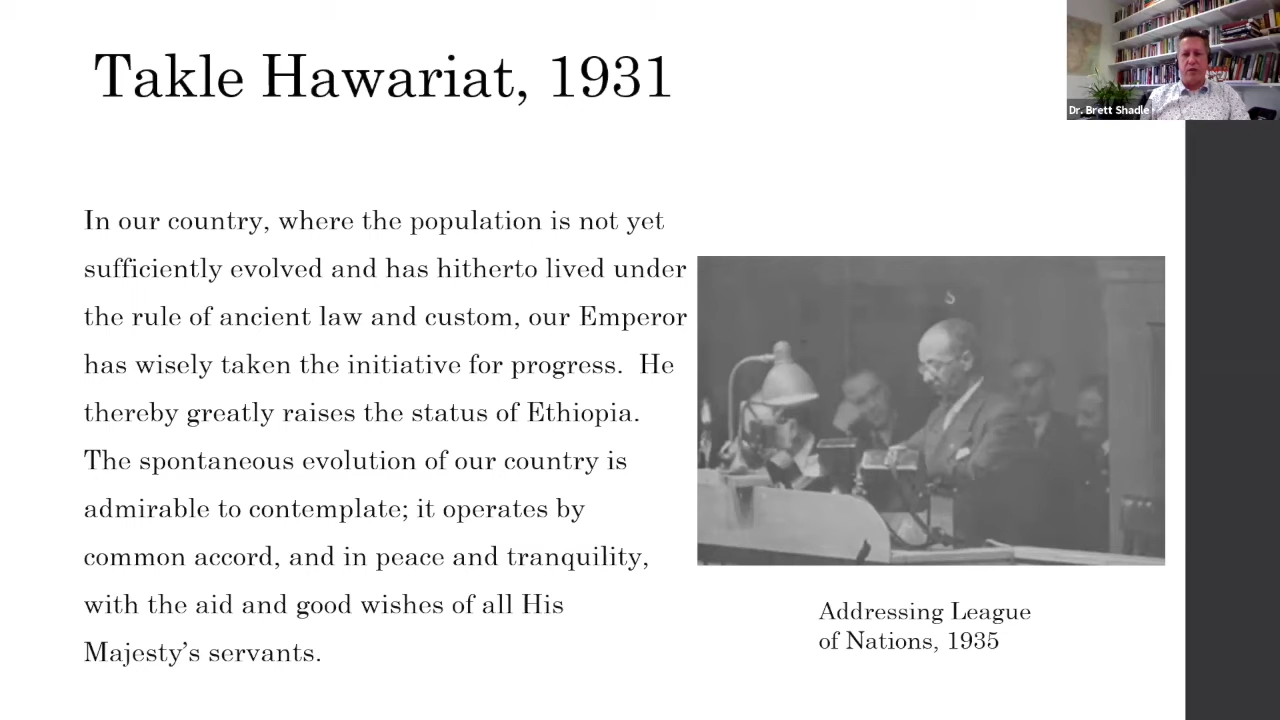 Takle Hawariat, 1931
Dr. Brett Shadle
In our country, where the population is not yet
sufficiently evolved and has hitherto lived under
the rule of ancient law and custom, our Emperor
has wisely taken the initiative for progress.  He
thereby greatly raises the status of Ethiopia.
The spontaneous evolution of our country is
admirable to contemplate; it operates by
common accord, and in peace and tranquility,
with the aid and good wishes of all His
Majesty’s servants.
Addressing League
of Nations, 1935